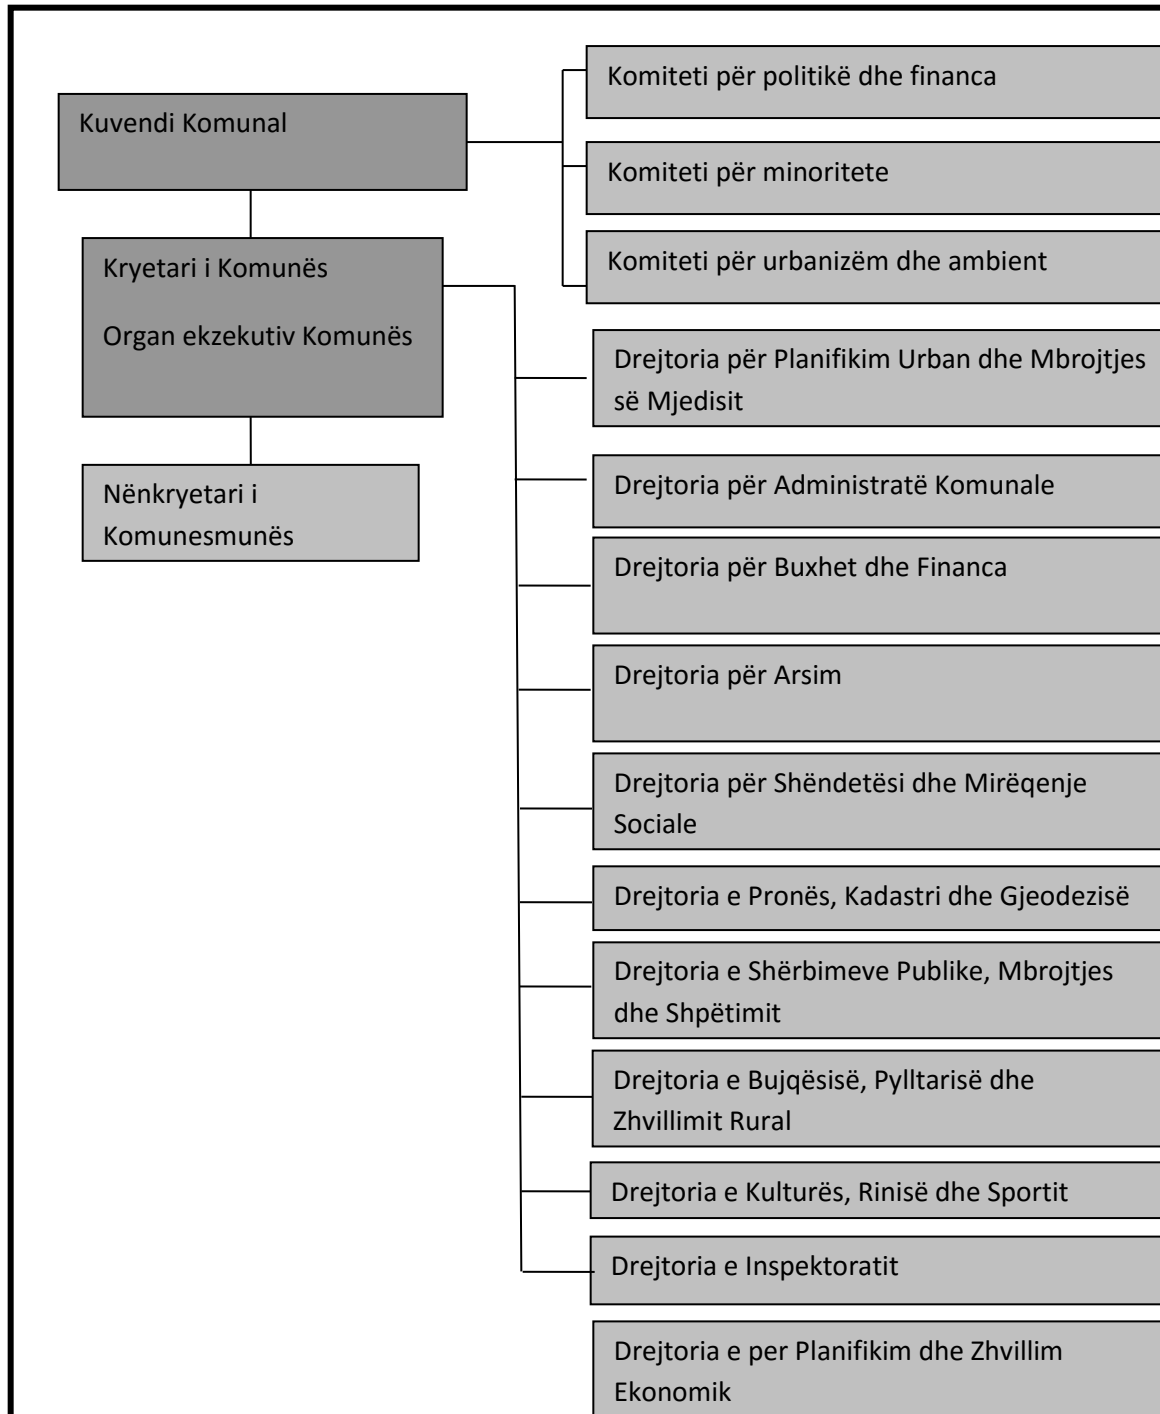 Kuvendi Komunal
Komiteti për politikë dhe financa
Komiteti për minoritete
Komiteti për urbanizëm dhe ambient
Kryetari i Komunës
Organ ekzekutiv Komunës
Nënkryetari i
Komunesmunës
Drejtoria për Planifikim Urban dhe Mbrojtjes
së Mjedisit
Drejtoria për Administratë Komunale
Drejtoria për Buxhet dhe Financa
Drejtoria për Arsim
Drejtoria për Shëndetësi dhe Mirëqenje
Sociale
Drejtoria e Pronës, Kadastri dhe Gjeodezisë
Drejtoria e Shërbimeve Publike, Mbrojtjes
dhe Shpëtimit
Drejtoria e Bujqësisë, Pylltarisë dhe
Zhvillimit Rural
Drejtoria e Kulturës, Rinisë dhe Sportit
Drejtoria e Inspektoratit
Drejtoria e per Planifikim dhe Zhvillim
Ekonomik